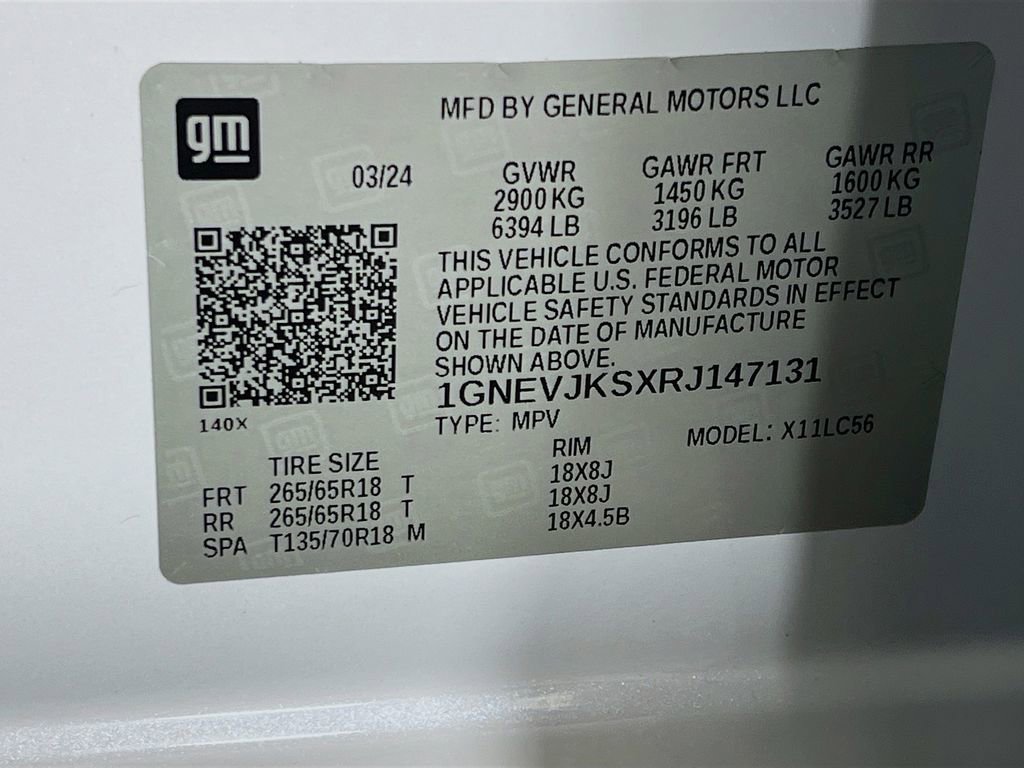 gm
MFD BY GENERAL MOTORS LLC
03/24
GVWR GAWR FRT GAWR RR
2900 KG 1450 KG 1600 KG
6394 LB 3196 LB 3527 LB
THIS VEHICLE CONFORMS TO ALL
APPLICABLE U.S. FEDERAL MOTOR
VEHICLE SAFETY STANDARDS IN EFFECT
ON THE DATE OF MANUFACTURE
SHOWN ABOVE.
1GNEVJKSXRJ147131
140X
TYPE: MPV MODEL: X11LC56
TIRE SIZE RIM
FRT 265/65R18 T 18X8J
RR 265/65R18 T 18X8J
SPA T135/70R18 M 18X4.5B